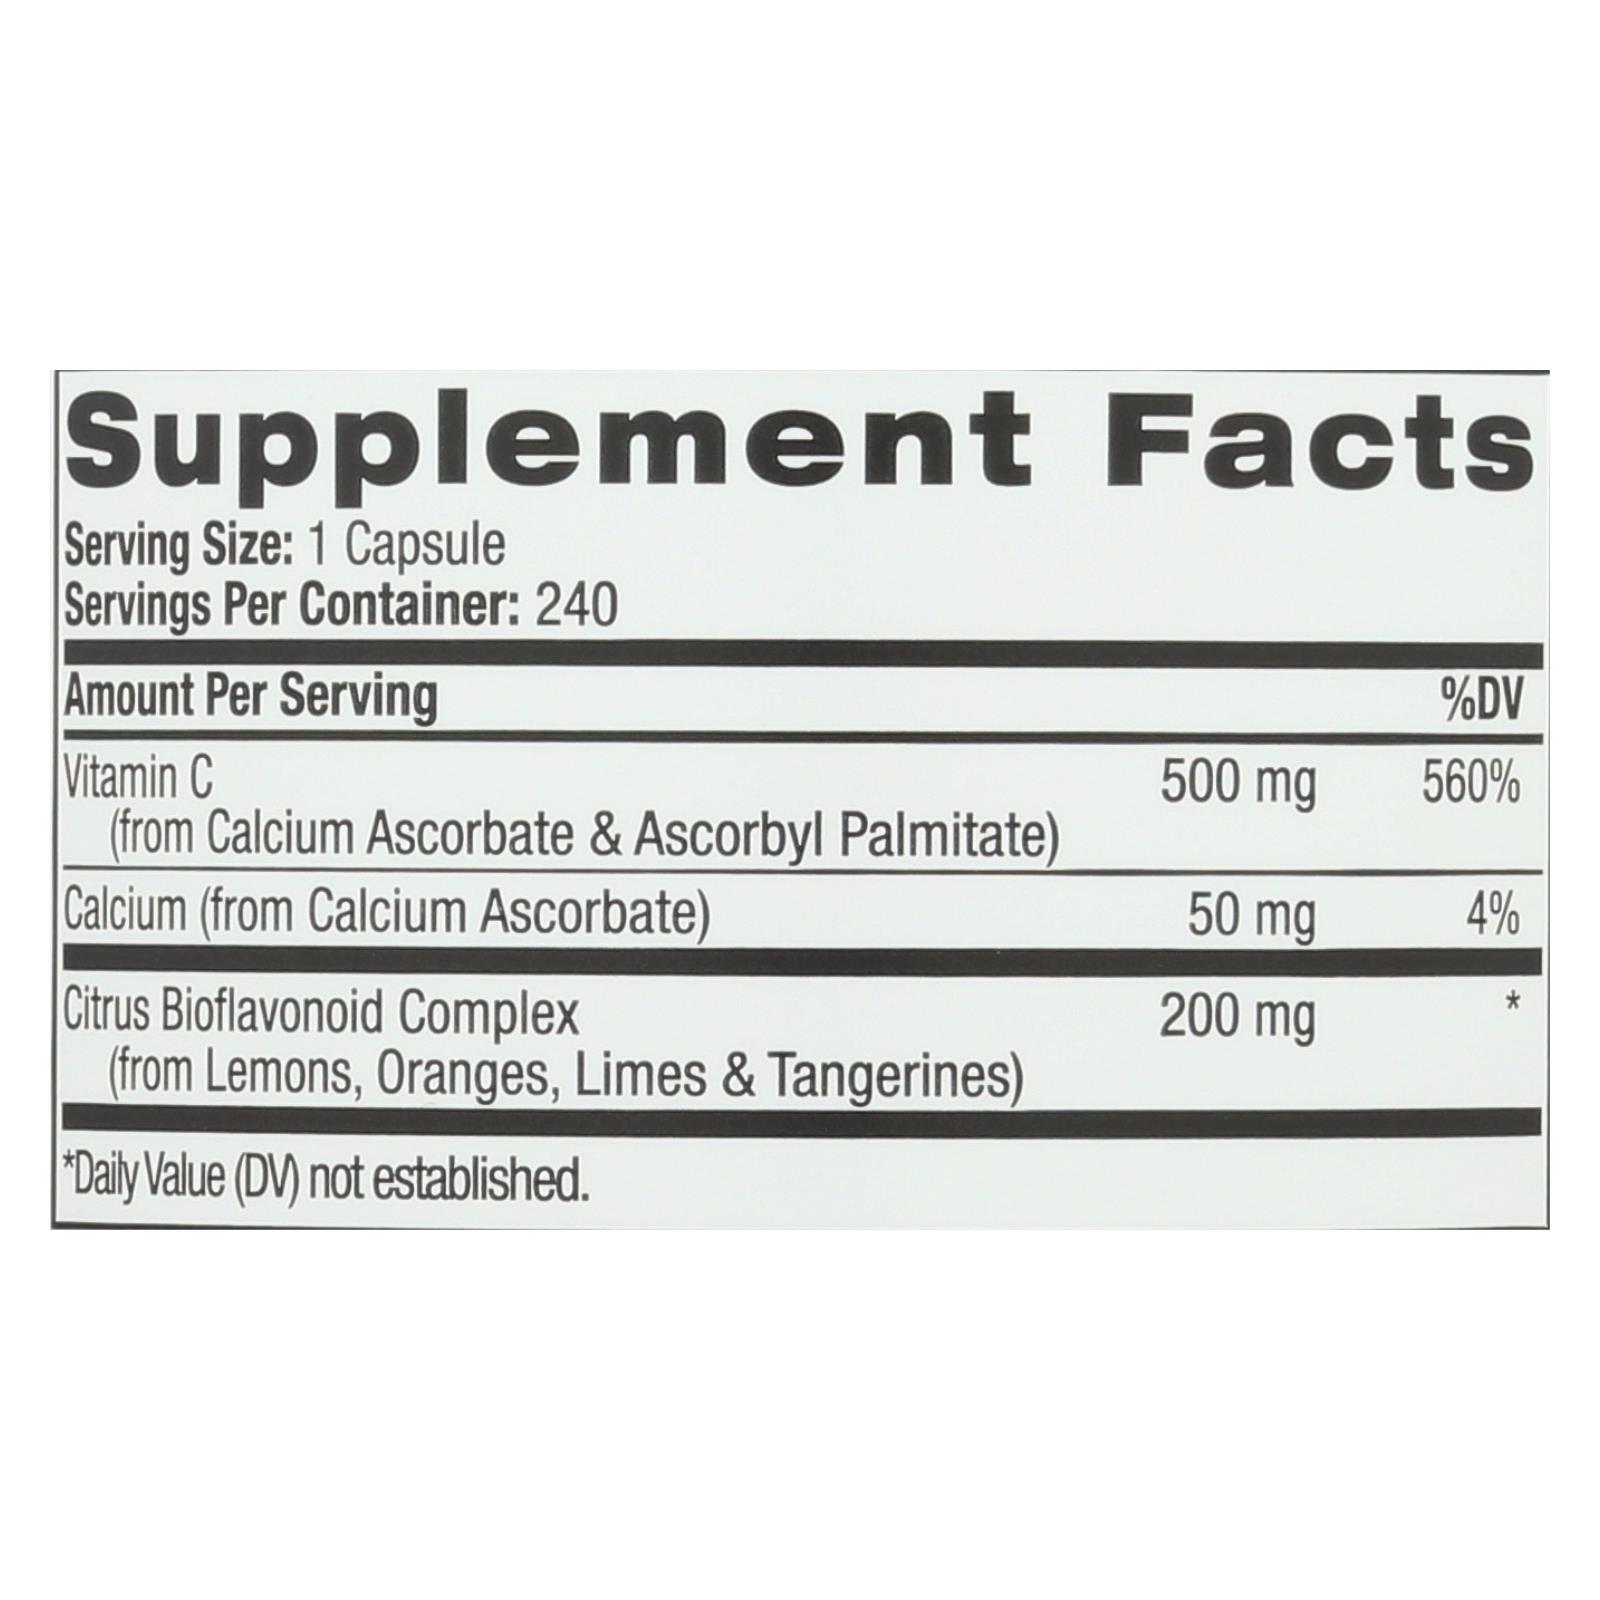 Supplement Facts
Serving Size: 1 Capsule
Servings Per Container: 240
Amount Per Serving %DV
Vitamin C 500 mg 560%
(from Calcium Ascorbate & Ascorbyl Palmitate)
Calcium (from Calcium Ascorbate) 50 mg 4%
Citrus Bioflavonoid Complex 200 mg *
(from Lemons, Oranges, Limes & Tangerines)
*Daily Value (DV) not established.